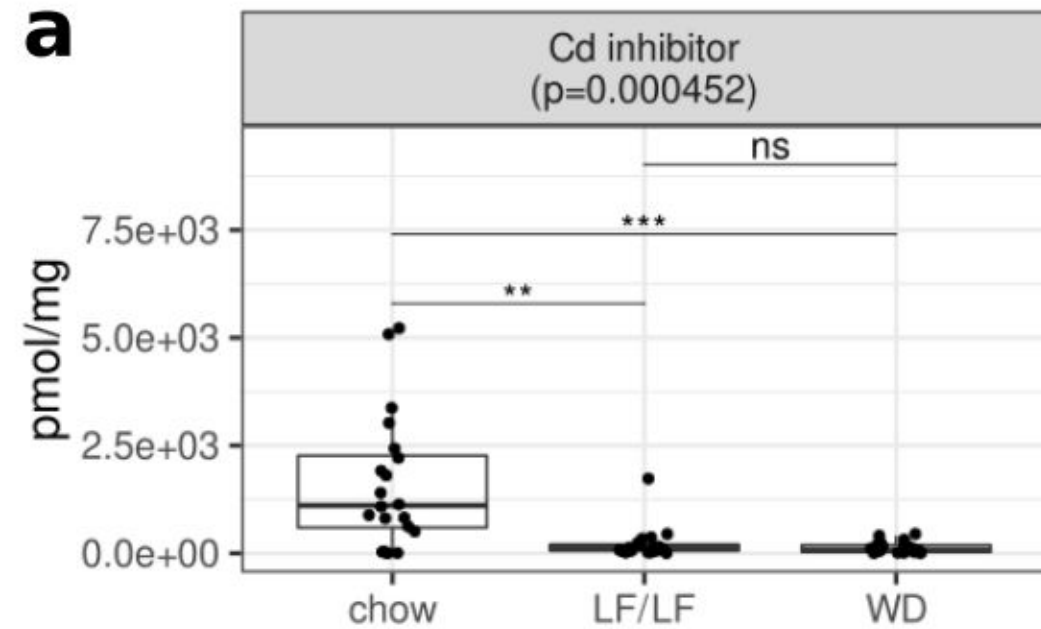 a
Cd inhibitor
(p=0.000452)
ns
***
**
pmol/mg
7.5e+03
5.0e+03
2.5e+03
0.0e+00
chow LF/LF WD